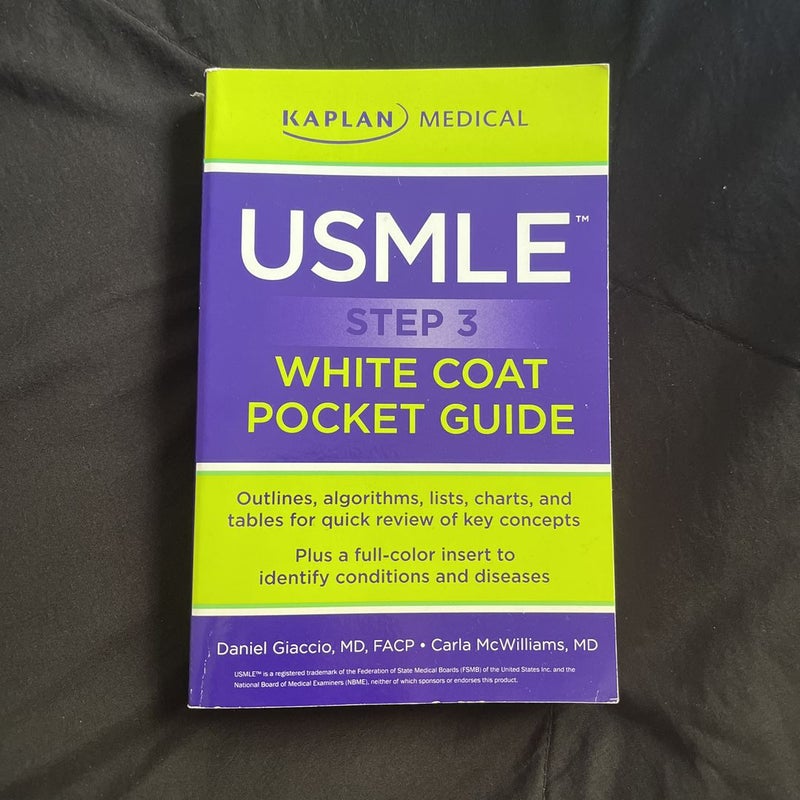 KAPLAN MEDICAL
USMLE™
STEP 3
WHITE COAT
POCKET GUIDE
Outlines, algorithms, lists, charts, and
tables for quick review of key concepts
Plus a full-color insert to
identify conditions and diseases
Daniel Giaccio, MD, FACP • Carla McWilliams, MD
USMLE™ is a registered trademark of the Federation of State Medical Boards (FSMB) of the United States Inc. and the
National Board of Medical Examiners (NBME), neither of which sponsors or endorses this product.